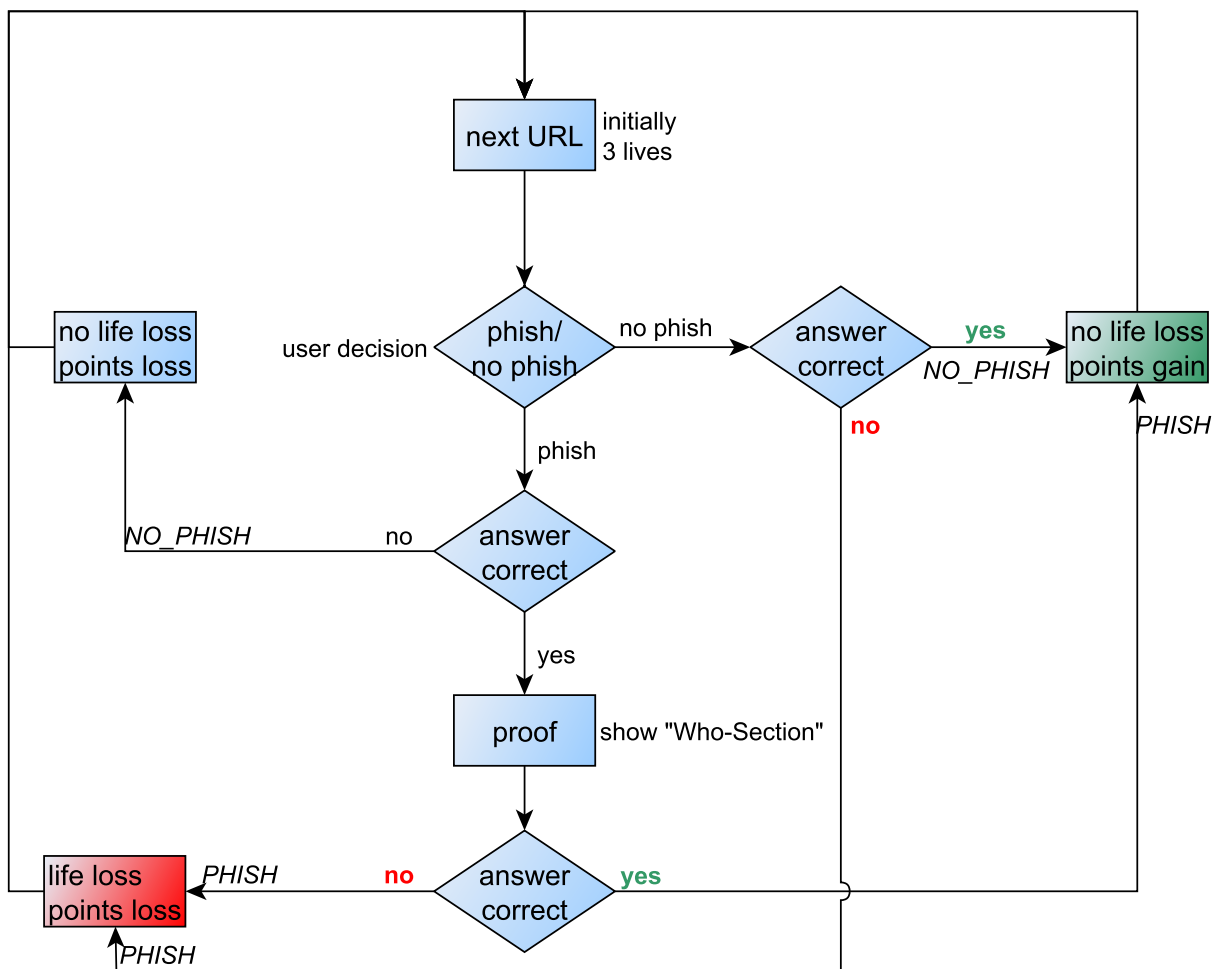 next URL
initially
3 lives
no life loss
points loss
user decision
phish/
no phish
no phish
answer
correct
yes
NO_PHISH
no life loss
points gain
no
PHISH
phish
NO_PHISH
no
answer
correct
yes
proof
show "Who-Section"
life loss
points loss
PHISH
no
answer
correct
yes
PHISH